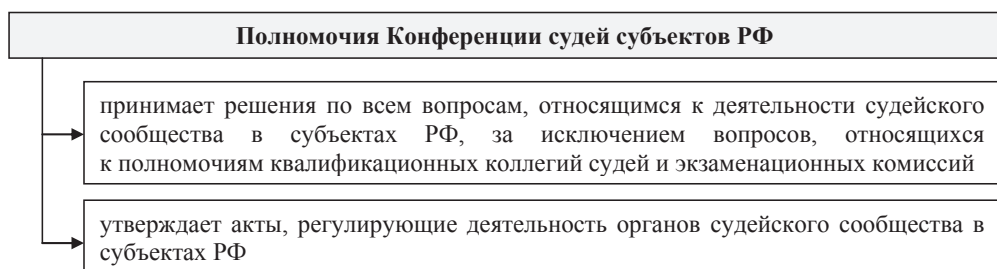 Полномочия Конференции судей субъектов РФ
принимает решения по всем вопросам, относящимся к деятельности судейского
сообщества в субъектах РФ, за исключением вопросов, относящихся
к полномочиям квалификационных коллегий судей и экзаменационных комиссий
утверждает акты, регулирующие деятельность органов судейского сообщества в
субъектах РФ